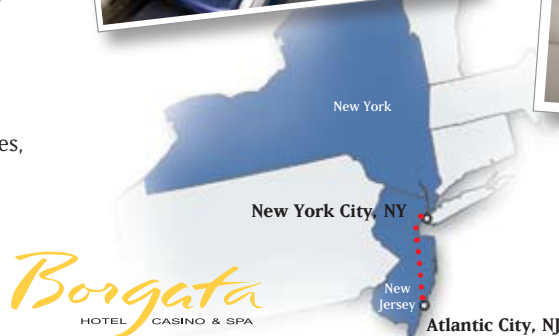 New York
es,
New York City, NY
New
Jersey
Borgata
HOTEL CASINO & SPA
Atlantic City, NJ